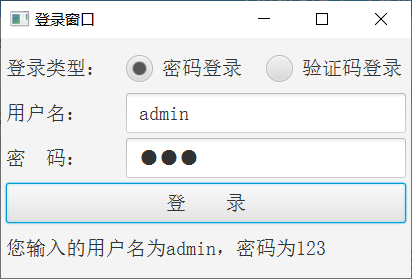 登录窗口
登录类型： 密码登录 验证码登录
用户名： admin
密 码： ●●●
登 录
您输入的用户名为admin，密码为123